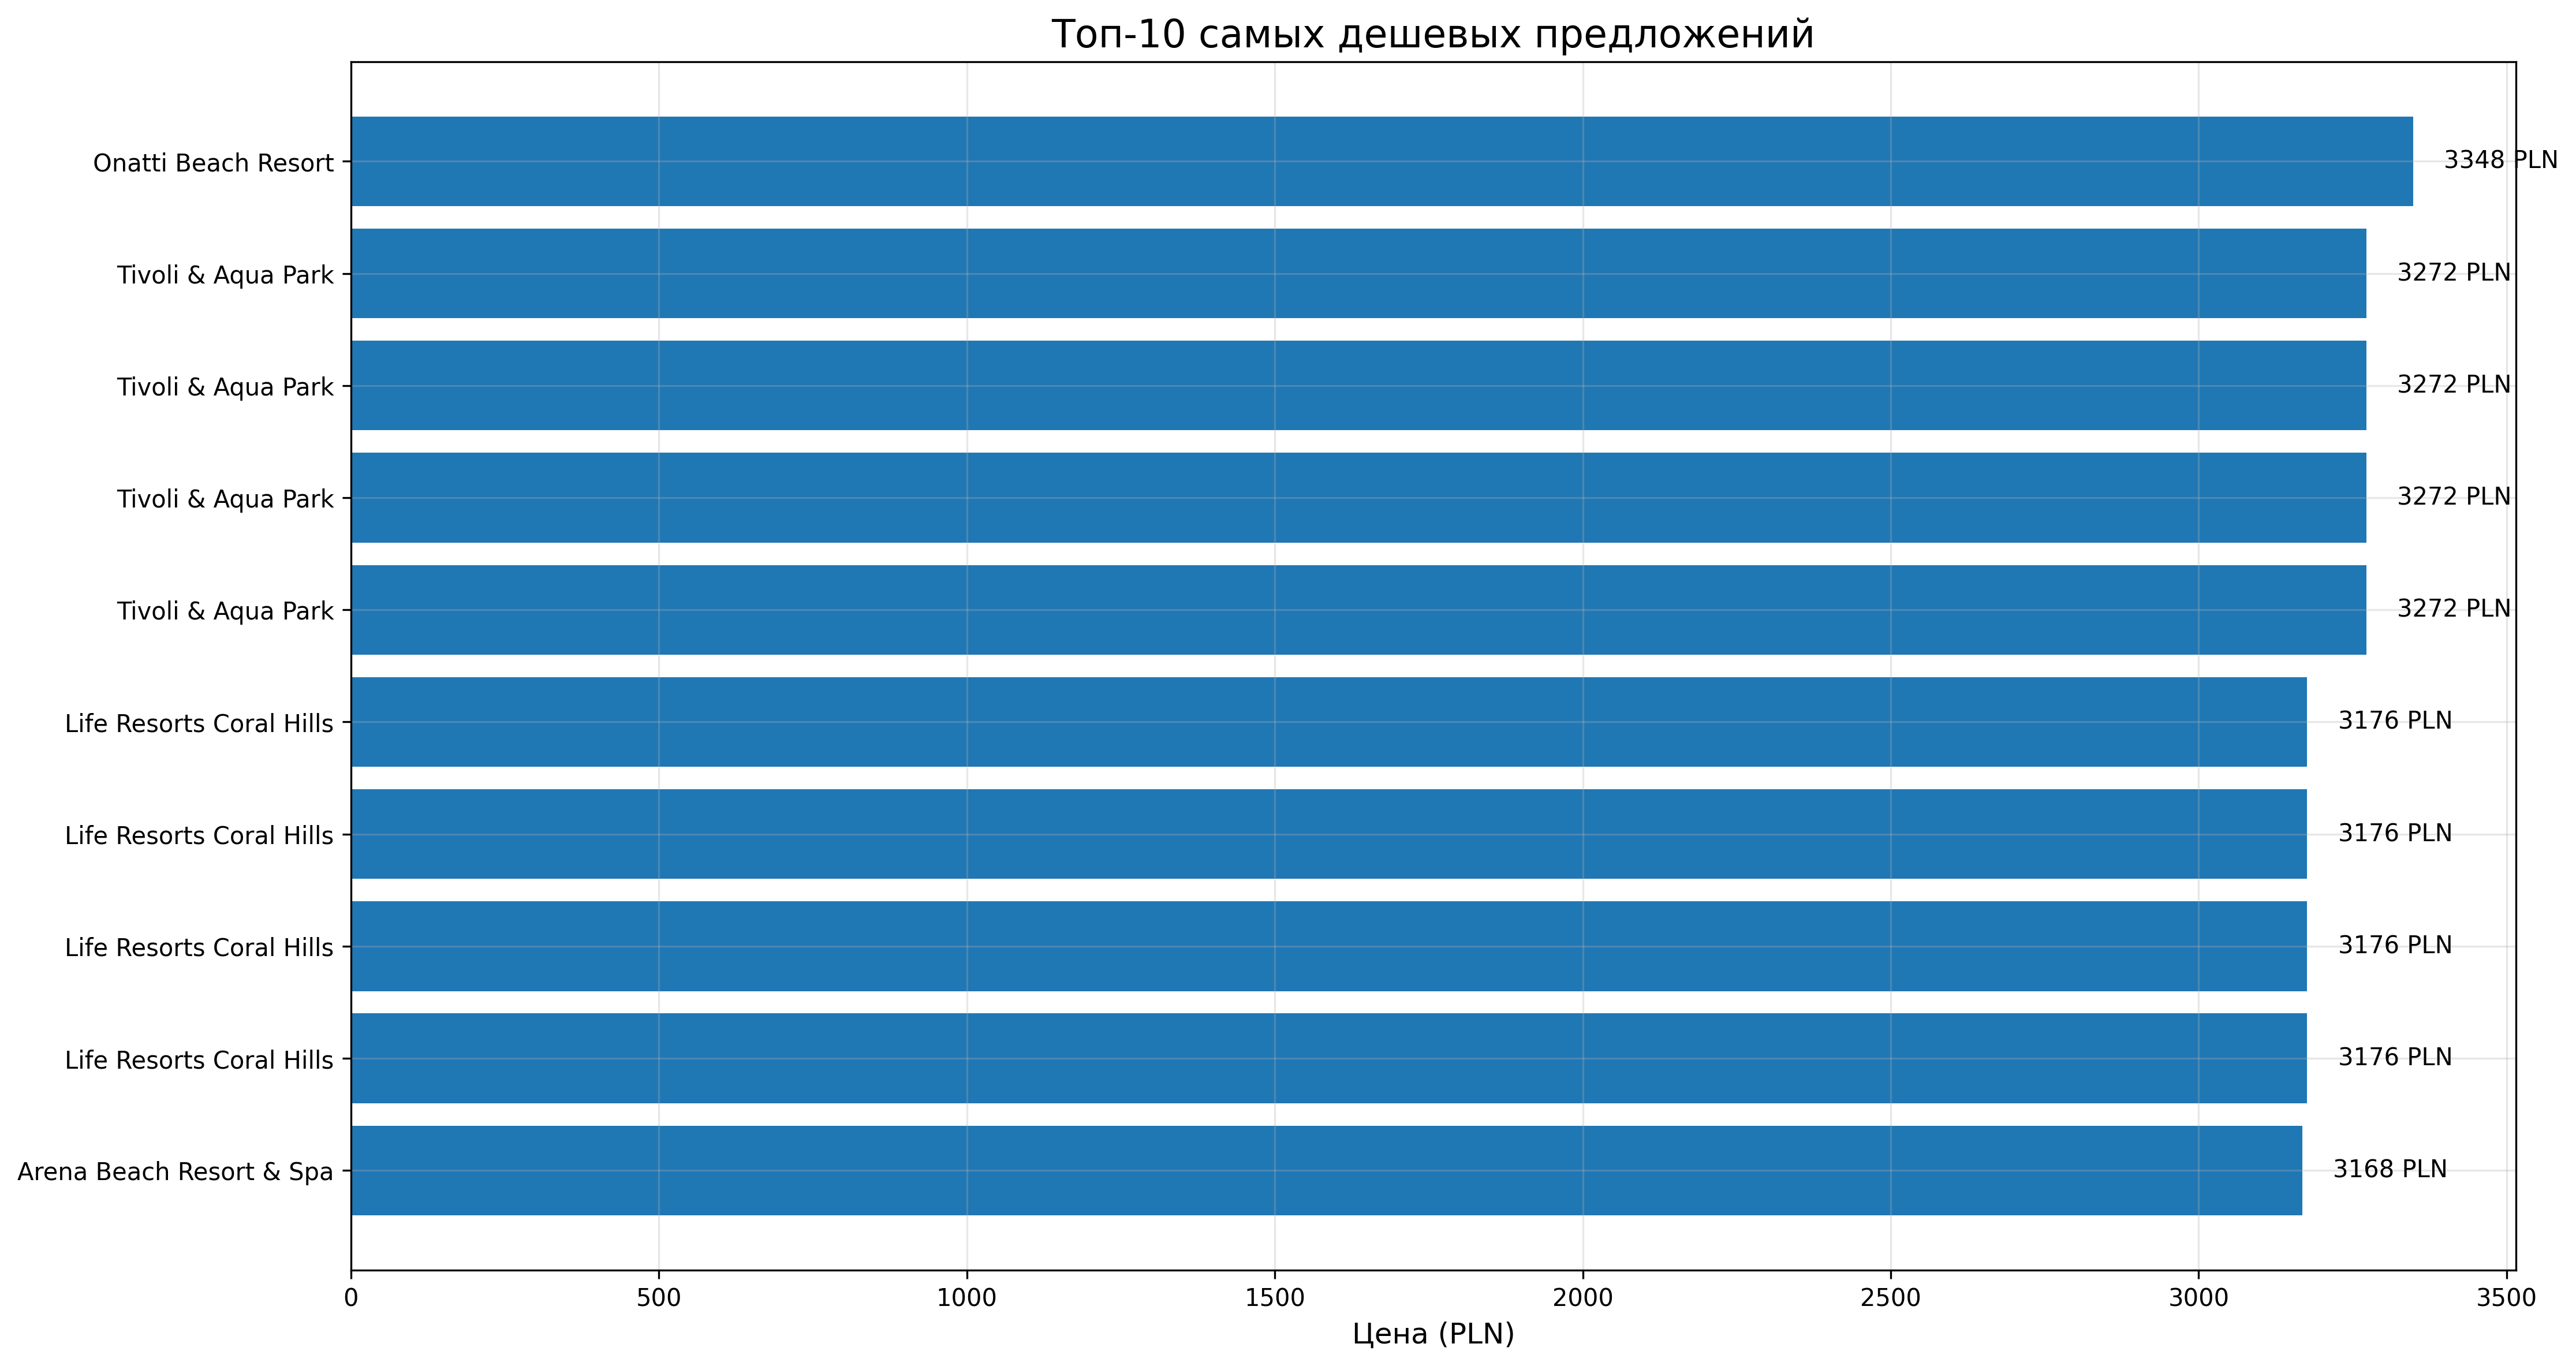 Топ-10 самых дешевых предложений
Onatti Beach Resort 3348 PLN
Tivoli & Aqua Park 3272 PLN
Tivoli & Aqua Park 3272 PLN
Tivoli & Aqua Park 3272 PLN
Tivoli & Aqua Park 3272 PLN
Life Resorts Coral Hills 3176 PLN
Life Resorts Coral Hills 3176 PLN
Life Resorts Coral Hills 3176 PLN
Life Resorts Coral Hills 3176 PLN
Arena Beach Resort & Spa 3168 PLN
0 500 1000 1500 2000 2500 3000 3500
Цена (PLN)